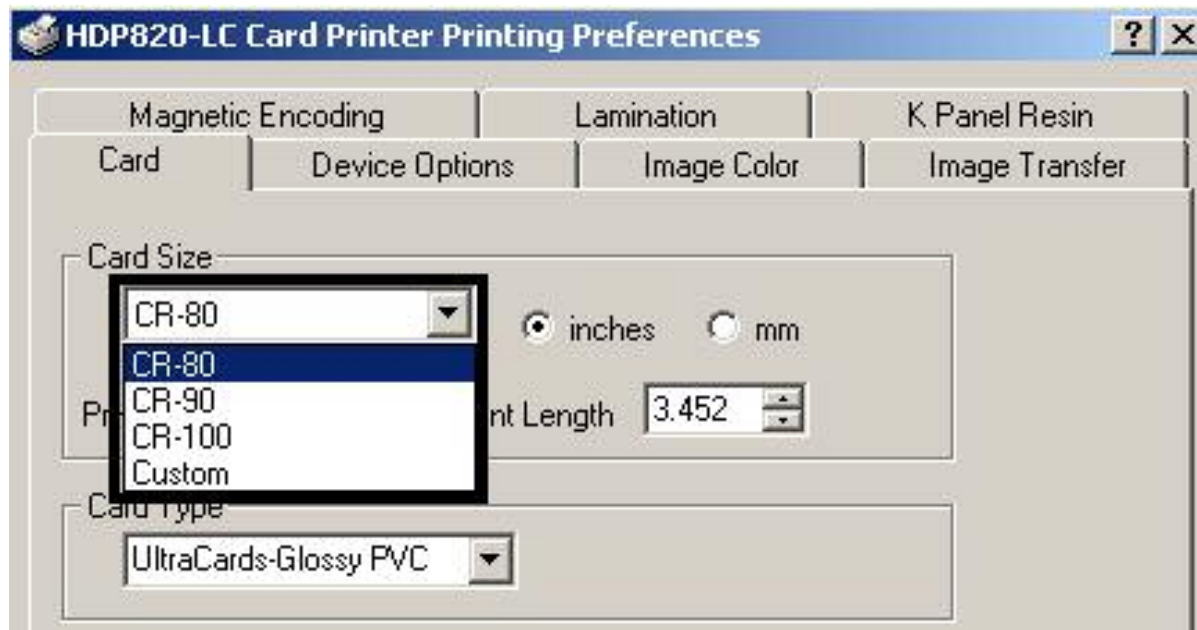 HDP820-LC Card Printer Printing Preferences
Magnetic Encoding Lamination K Panel Resin
Card Device Options Image Color Image Transfer
Card Size
CR-80 inches mm
CR-80
CR-90
CR-100
Custom
Length 3.452
Card Type
UltraCards-Glossy PVC